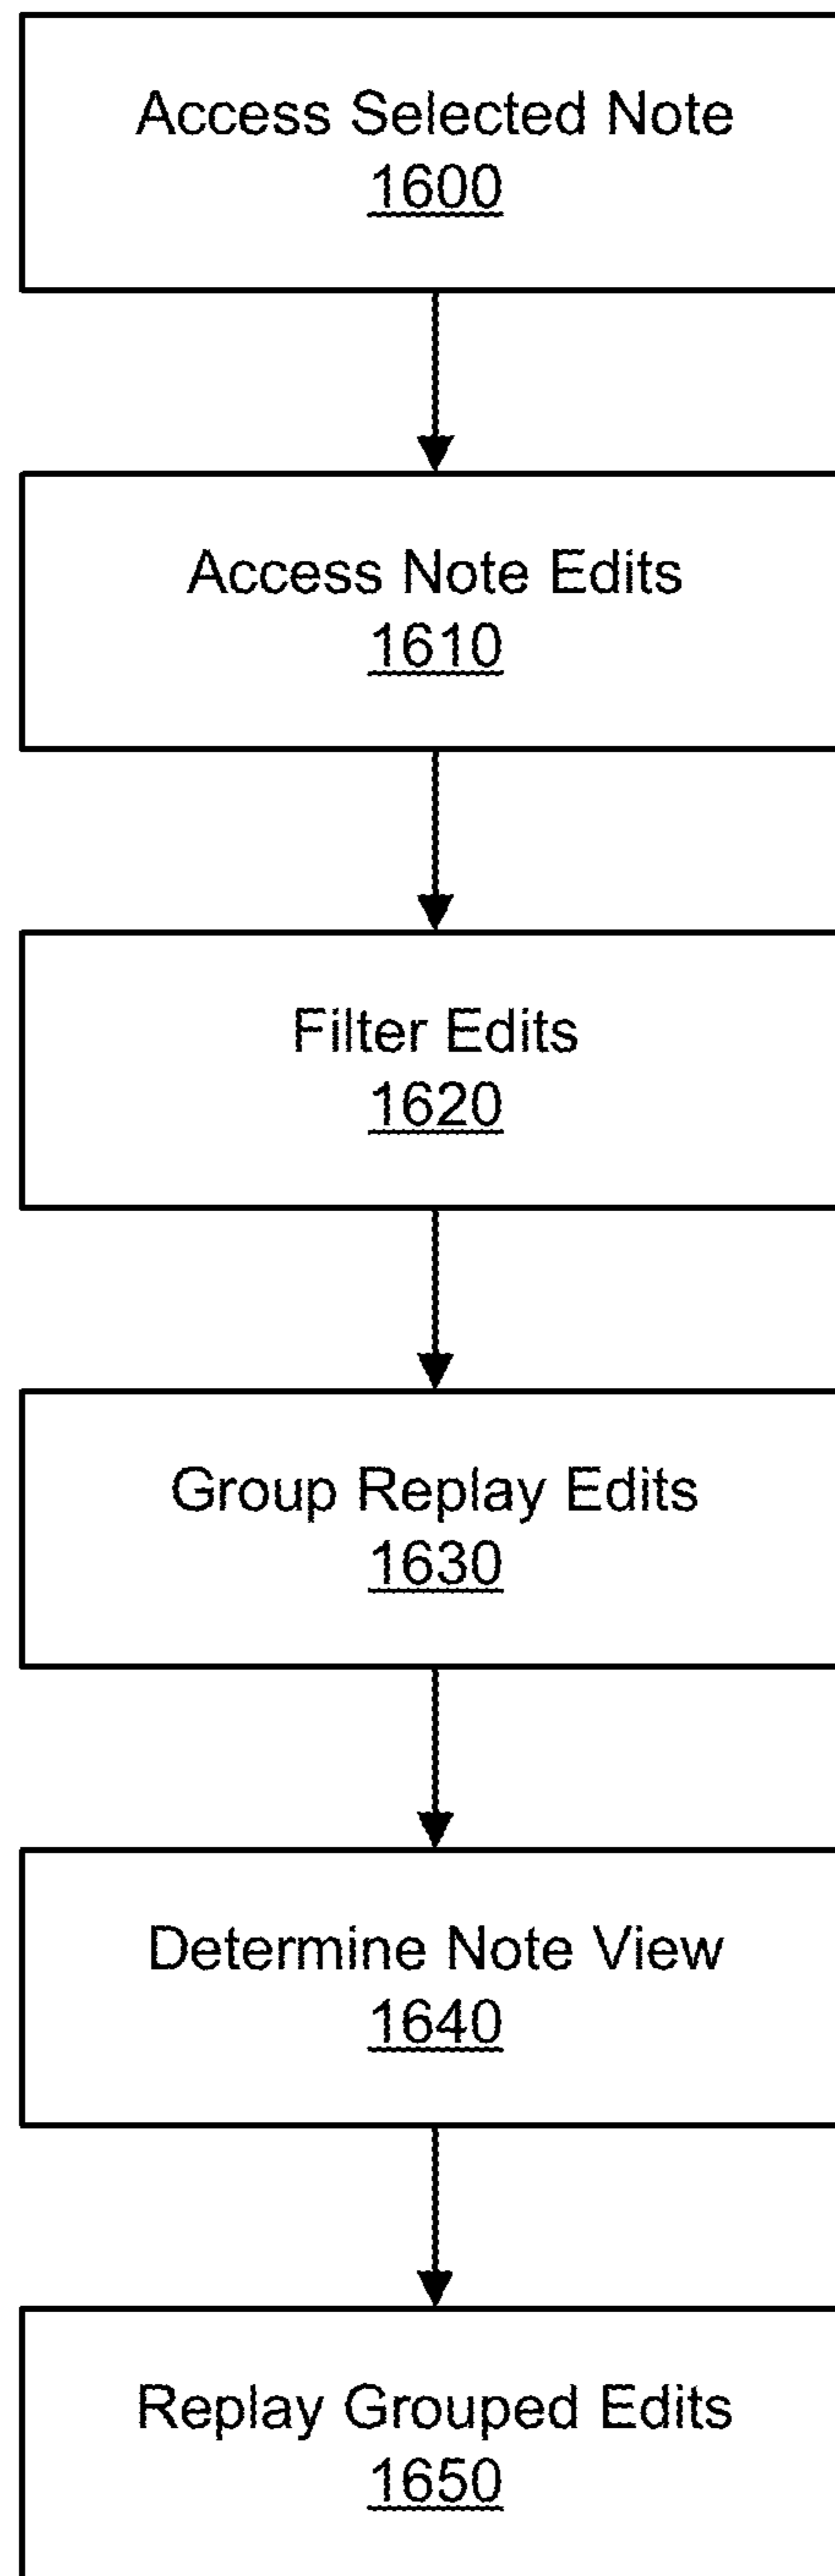 Access Selected Note
1600
Access Note Edits
1610
Filter Edits
1620
Group Replay Edits
1630
Determine Note View
1640
Replay Grouped Edits
1650